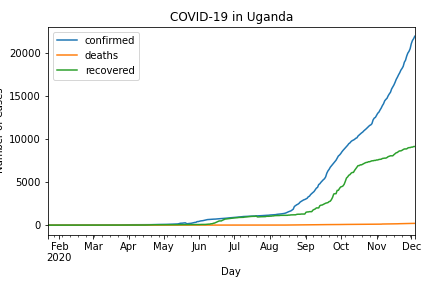 COVID-19 in Uganda
confirmed
deaths
recovered
20000
15000
10000
5000
0
Feb Mar Apr May Jun Jul Aug Sep Oct Nov Dec
2020
Day